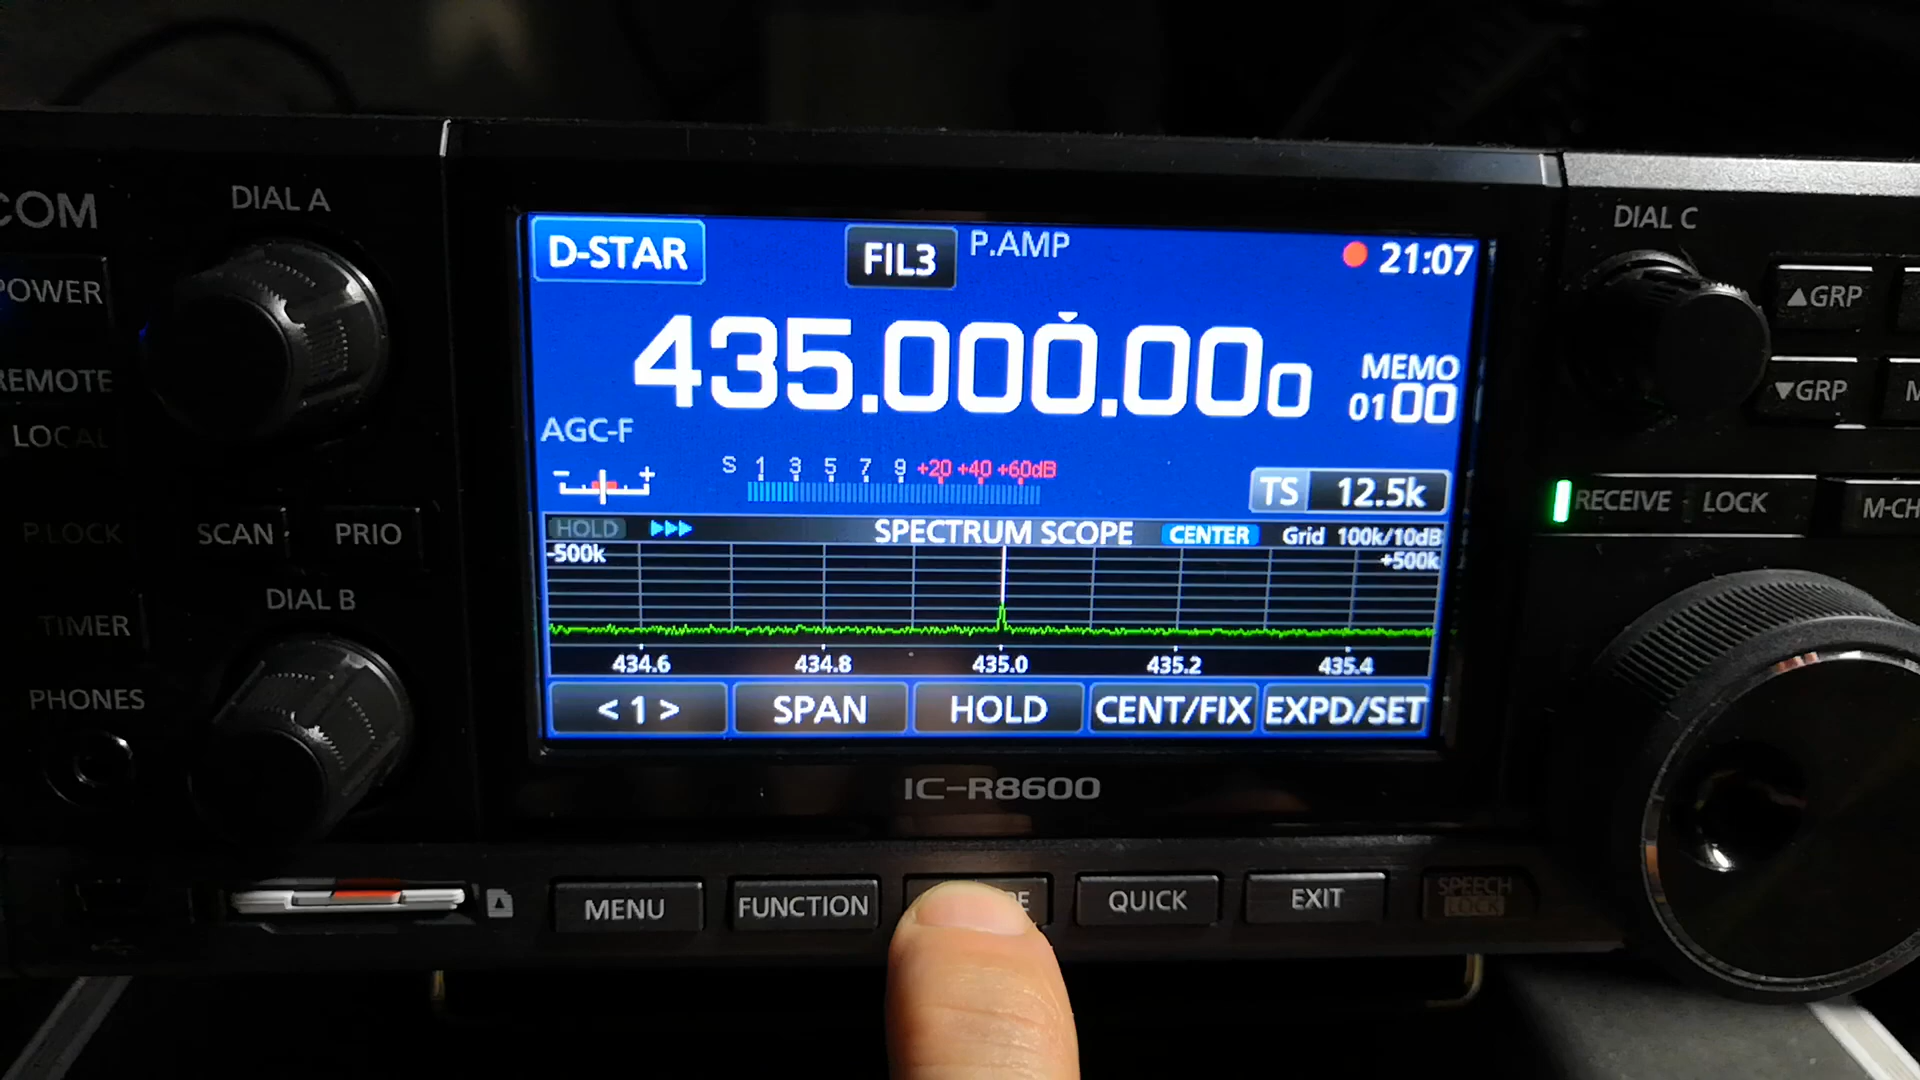 COM
DIAL A
POWER
REMOTE
LOCAL
P.LOCK
SCAN
PRIO
TIMER
DIAL B
PHONES
D-STAR
FIL3
P.AMP
21:07
435.000.000
MEMO
0100
AGC-F
- +
S 1 3 5 7 9 +20 +40 +60dB
TS 12.5k
HOLD
SPECTRUM SCOPE
CENTER
Grid 100k/10dB
-500k
+500k
434.6 434.8 435.0 435.2 435.4
< 1 >
SPAN
HOLD
CENT/FIX
EXPD/SET
IC-R8600
MENU
FUNCTION
QUICK
EXIT
SPEECH
LOCK
DIAL C
▲GRP
▼GRP
RECEIVE
LOCK
M-CH